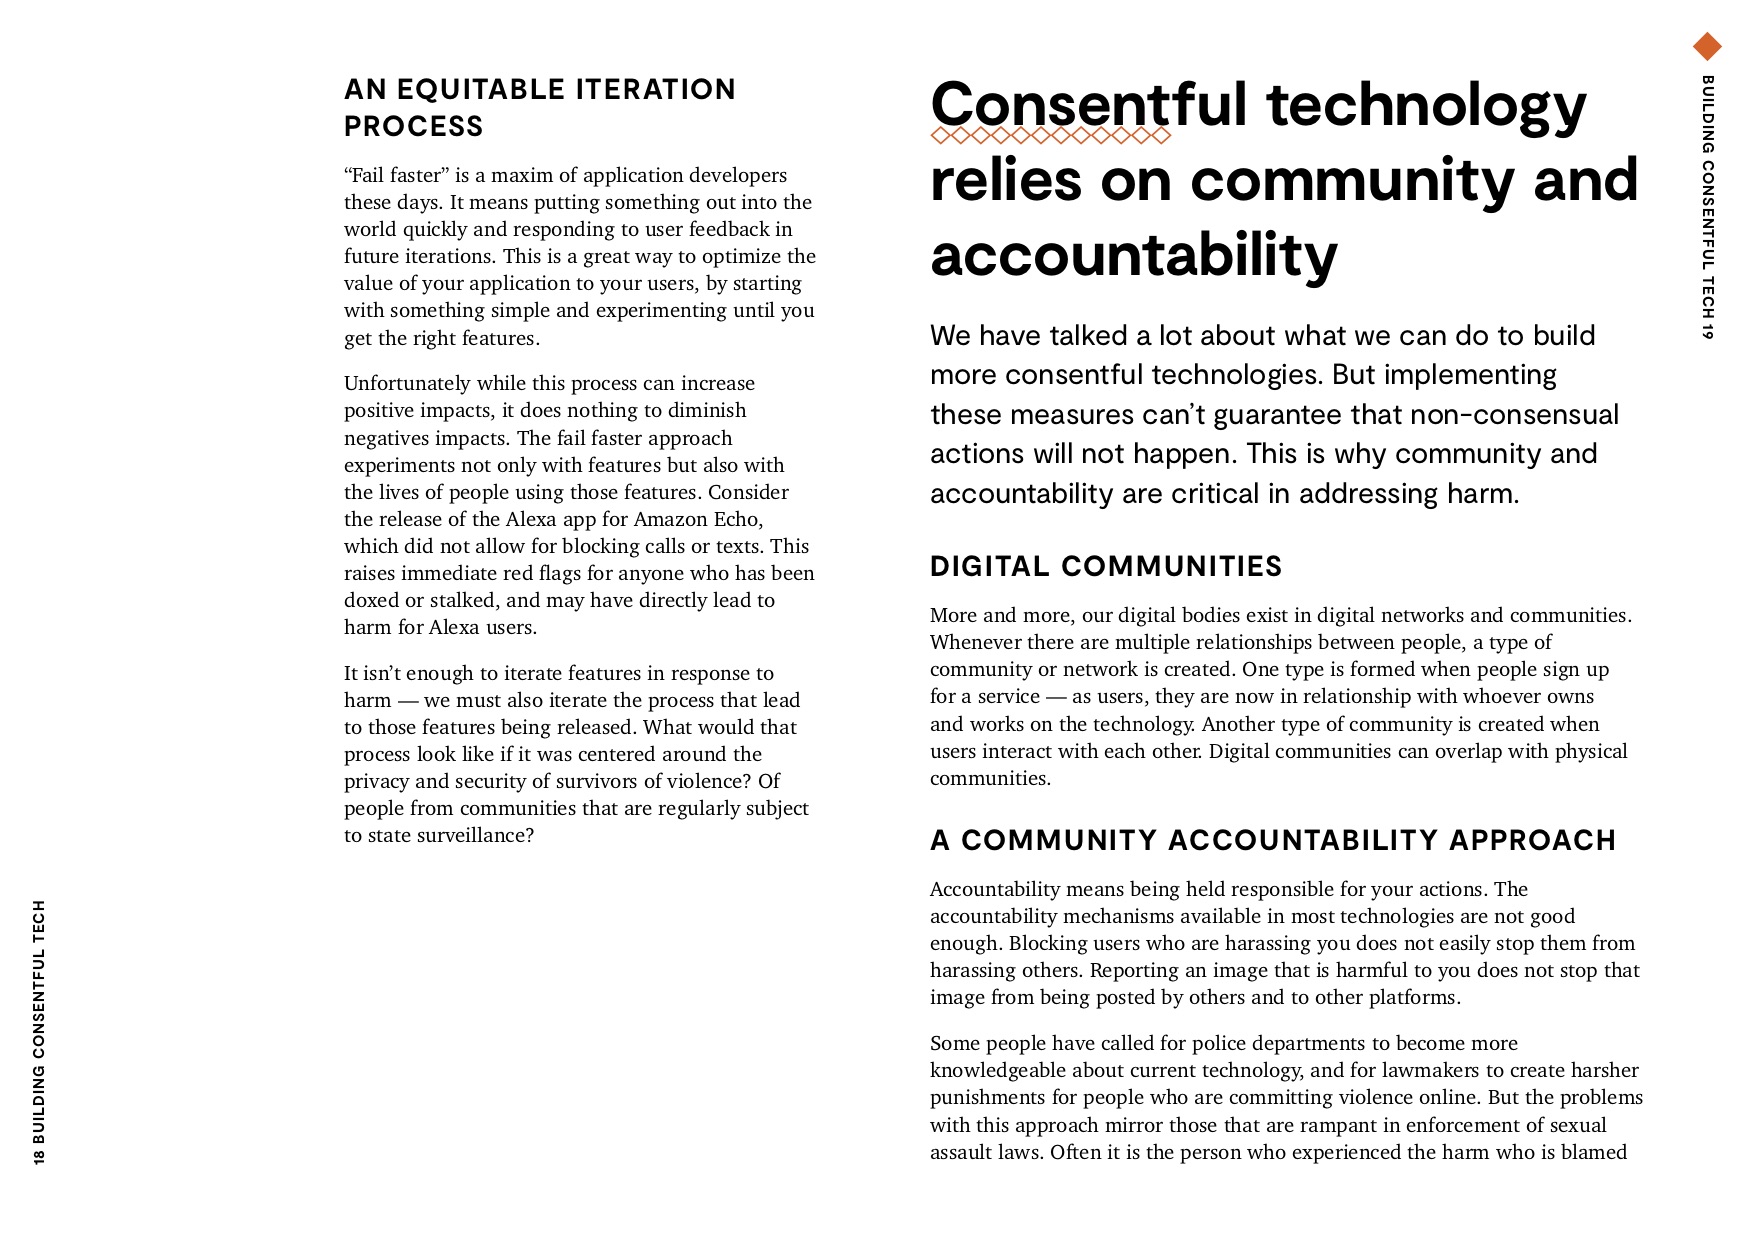 AN EQUITABLE ITERATION
PROCESS
“Fail faster” is a maxim of application developers
these days. It means putting something out into the
world quickly and responding to user feedback in
future iterations. This is a great way to optimize the
value of your application to your users, by starting
with something simple and experimenting until you
get the right features.
Unfortunately while this process can increase
positive impacts, it does nothing to diminish
negatives impacts. The fail faster approach
experiments not only with features but also with
the lives of people using those features. Consider
the release of the Alexa app for Amazon Echo,
which did not allow for blocking calls or texts. This
raises immediate red flags for anyone who has been
doxed or stalked, and may have directly lead to
harm for Alexa users.
It isn’t enough to iterate features in response to
harm — we must also iterate the process that lead
to those features being released. What would that
process look like if it was centered around the
privacy and security of survivors of violence? Of
people from communities that are regularly subject
to state surveillance?
18 BUILDING CONSENTFUL TECH
Consentful technology
relies on community and
accountability
We have talked a lot about what we can do to build
more consentful technologies. But implementing
these measures can’t guarantee that non-consensual
actions will not happen. This is why community and
accountability are critical in addressing harm.
DIGITAL COMMUNITIES
More and more, our digital bodies exist in digital networks and communities.
Whenever there are multiple relationships between people, a type of
community or network is created. One type is formed when people sign up
for a service — as users, they are now in relationship with whoever owns
and works on the technology. Another type of community is created when
users interact with each other. Digital communities can overlap with physical
communities.
A COMMUNITY ACCOUNTABILITY APPROACH
Accountability means being held responsible for your actions. The
accountability mechanisms available in most technologies are not good
enough. Blocking users who are harassing you does not easily stop them from
harassing others. Reporting an image that is harmful to you does not stop that
image from being posted by others and to other platforms.
Some people have called for police departments to become more
knowledgeable about current technology, and for lawmakers to create harsher
punishments for people who are committing violence online. But the problems
with this approach mirror those that are rampant in enforcement of sexual
assault laws. Often it is the person who experienced the harm who is blamed
BUILDING CONSENTFUL TECH 19